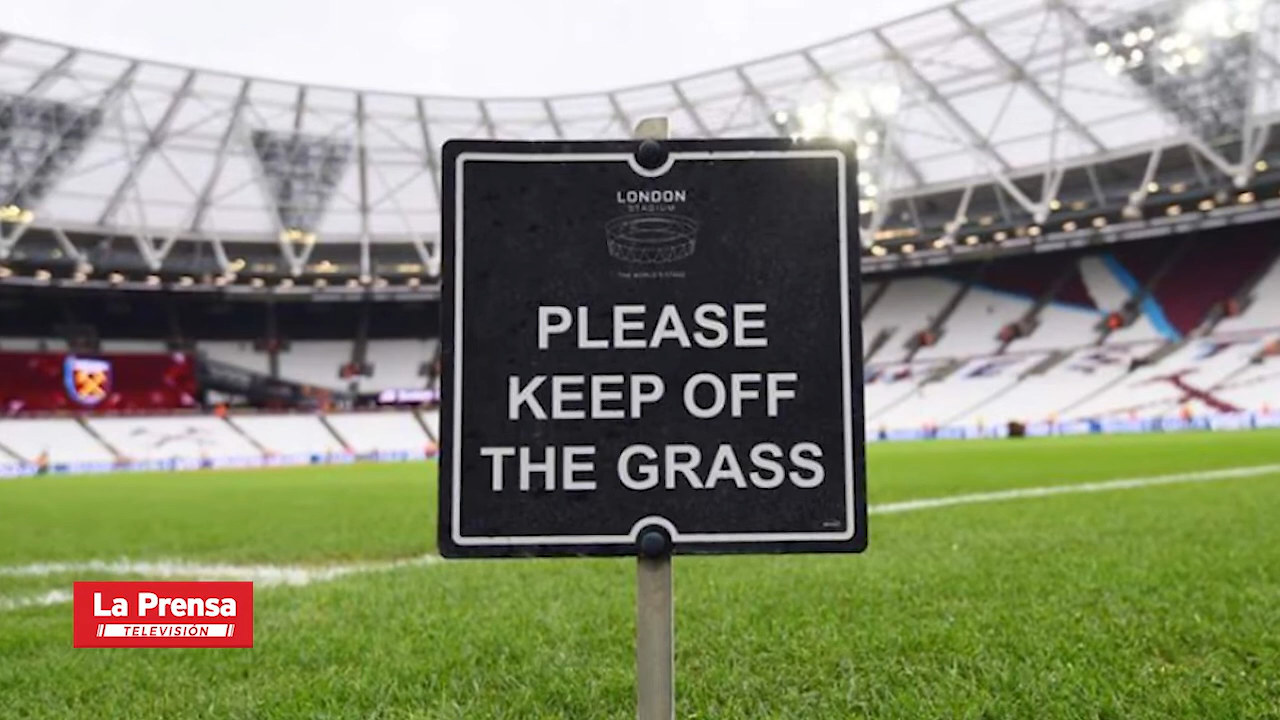 LONDON
STADIUM
THE WORLD'S STAGE
PLEASE
KEEP OFF
THE GRASS
La Prensa
TELEVISIÓN